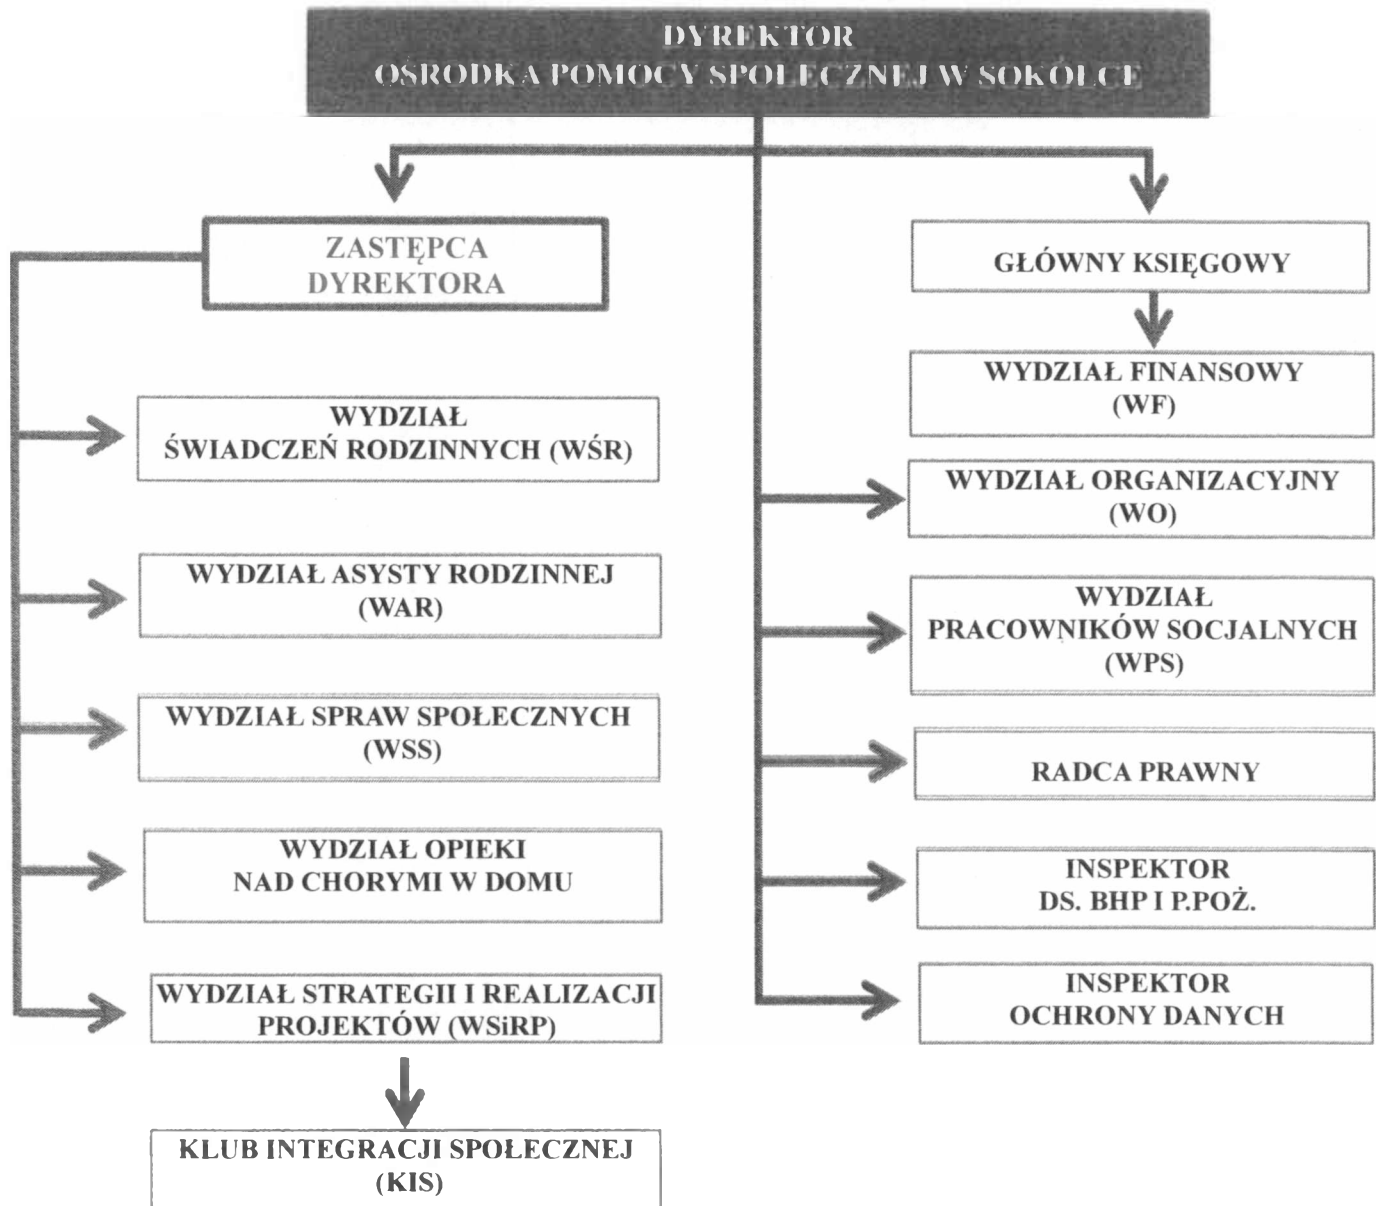 DYREKTOR
OŚRODKA POMOCY SPOŁECZNEJ W SOKÓŁCE
ZASTĘPCA
DYREKTORA
WYDZIAŁ
ŚWIADCZEŃ RODZINNYCH (WŚR)
WYDZIAŁ ASYSTY RODZINNEJ
(WAR)
WYDZIAŁ SPRAW SPOŁECZNYCH
(WSS)
WYDZIAŁ OPIEKI
NAD CHORYMI W DOMU
WYDZIAŁ STRATEGII I REALIZACJI
PROJEKTÓW (WSiRP)
KLUB INTEGRACJI SPOŁECZNEJ
(KIS)
GŁÓWNY KSIĘGOWY
WYDZIAŁ FINANSOWY
(WF)
WYDZIAŁ ORGANIZACYJNY
(WO)
WYDZIAŁ
PRACOWNIKÓW SOCJALNYCH
(WPS)
RADCA PRAWNY
INSPEKTOR
DS. BHP I P.POŻ.
INSPEKTOR
OCHRONY DANYCH